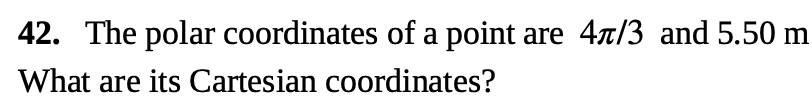 42. The polar coordinates of a point are 4π/3 and 5.50 m
What are its Cartesian coordinates?